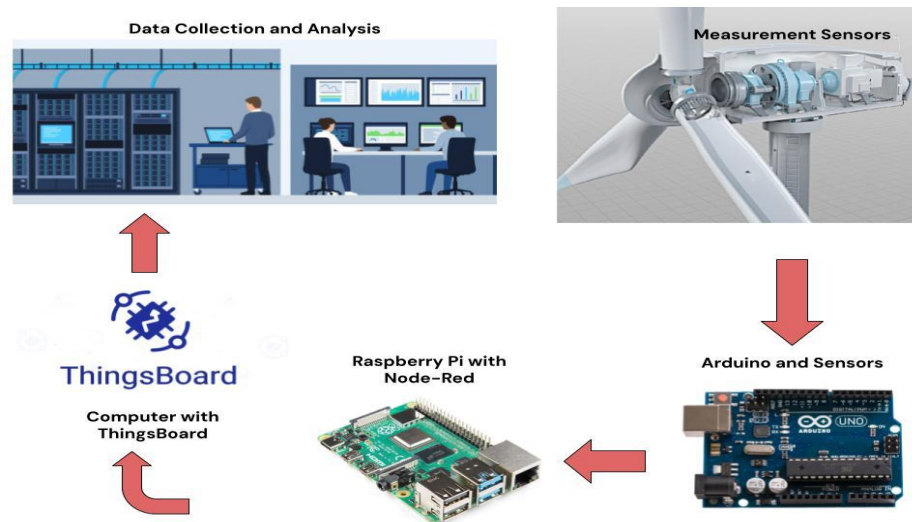 Data Collection and Analysis
Measurement Sensors
ThingsBoard
Computer with
ThingsBoard
Raspberry Pi with
Node-Red
Arduino and Sensors
UNO
ARDUINO